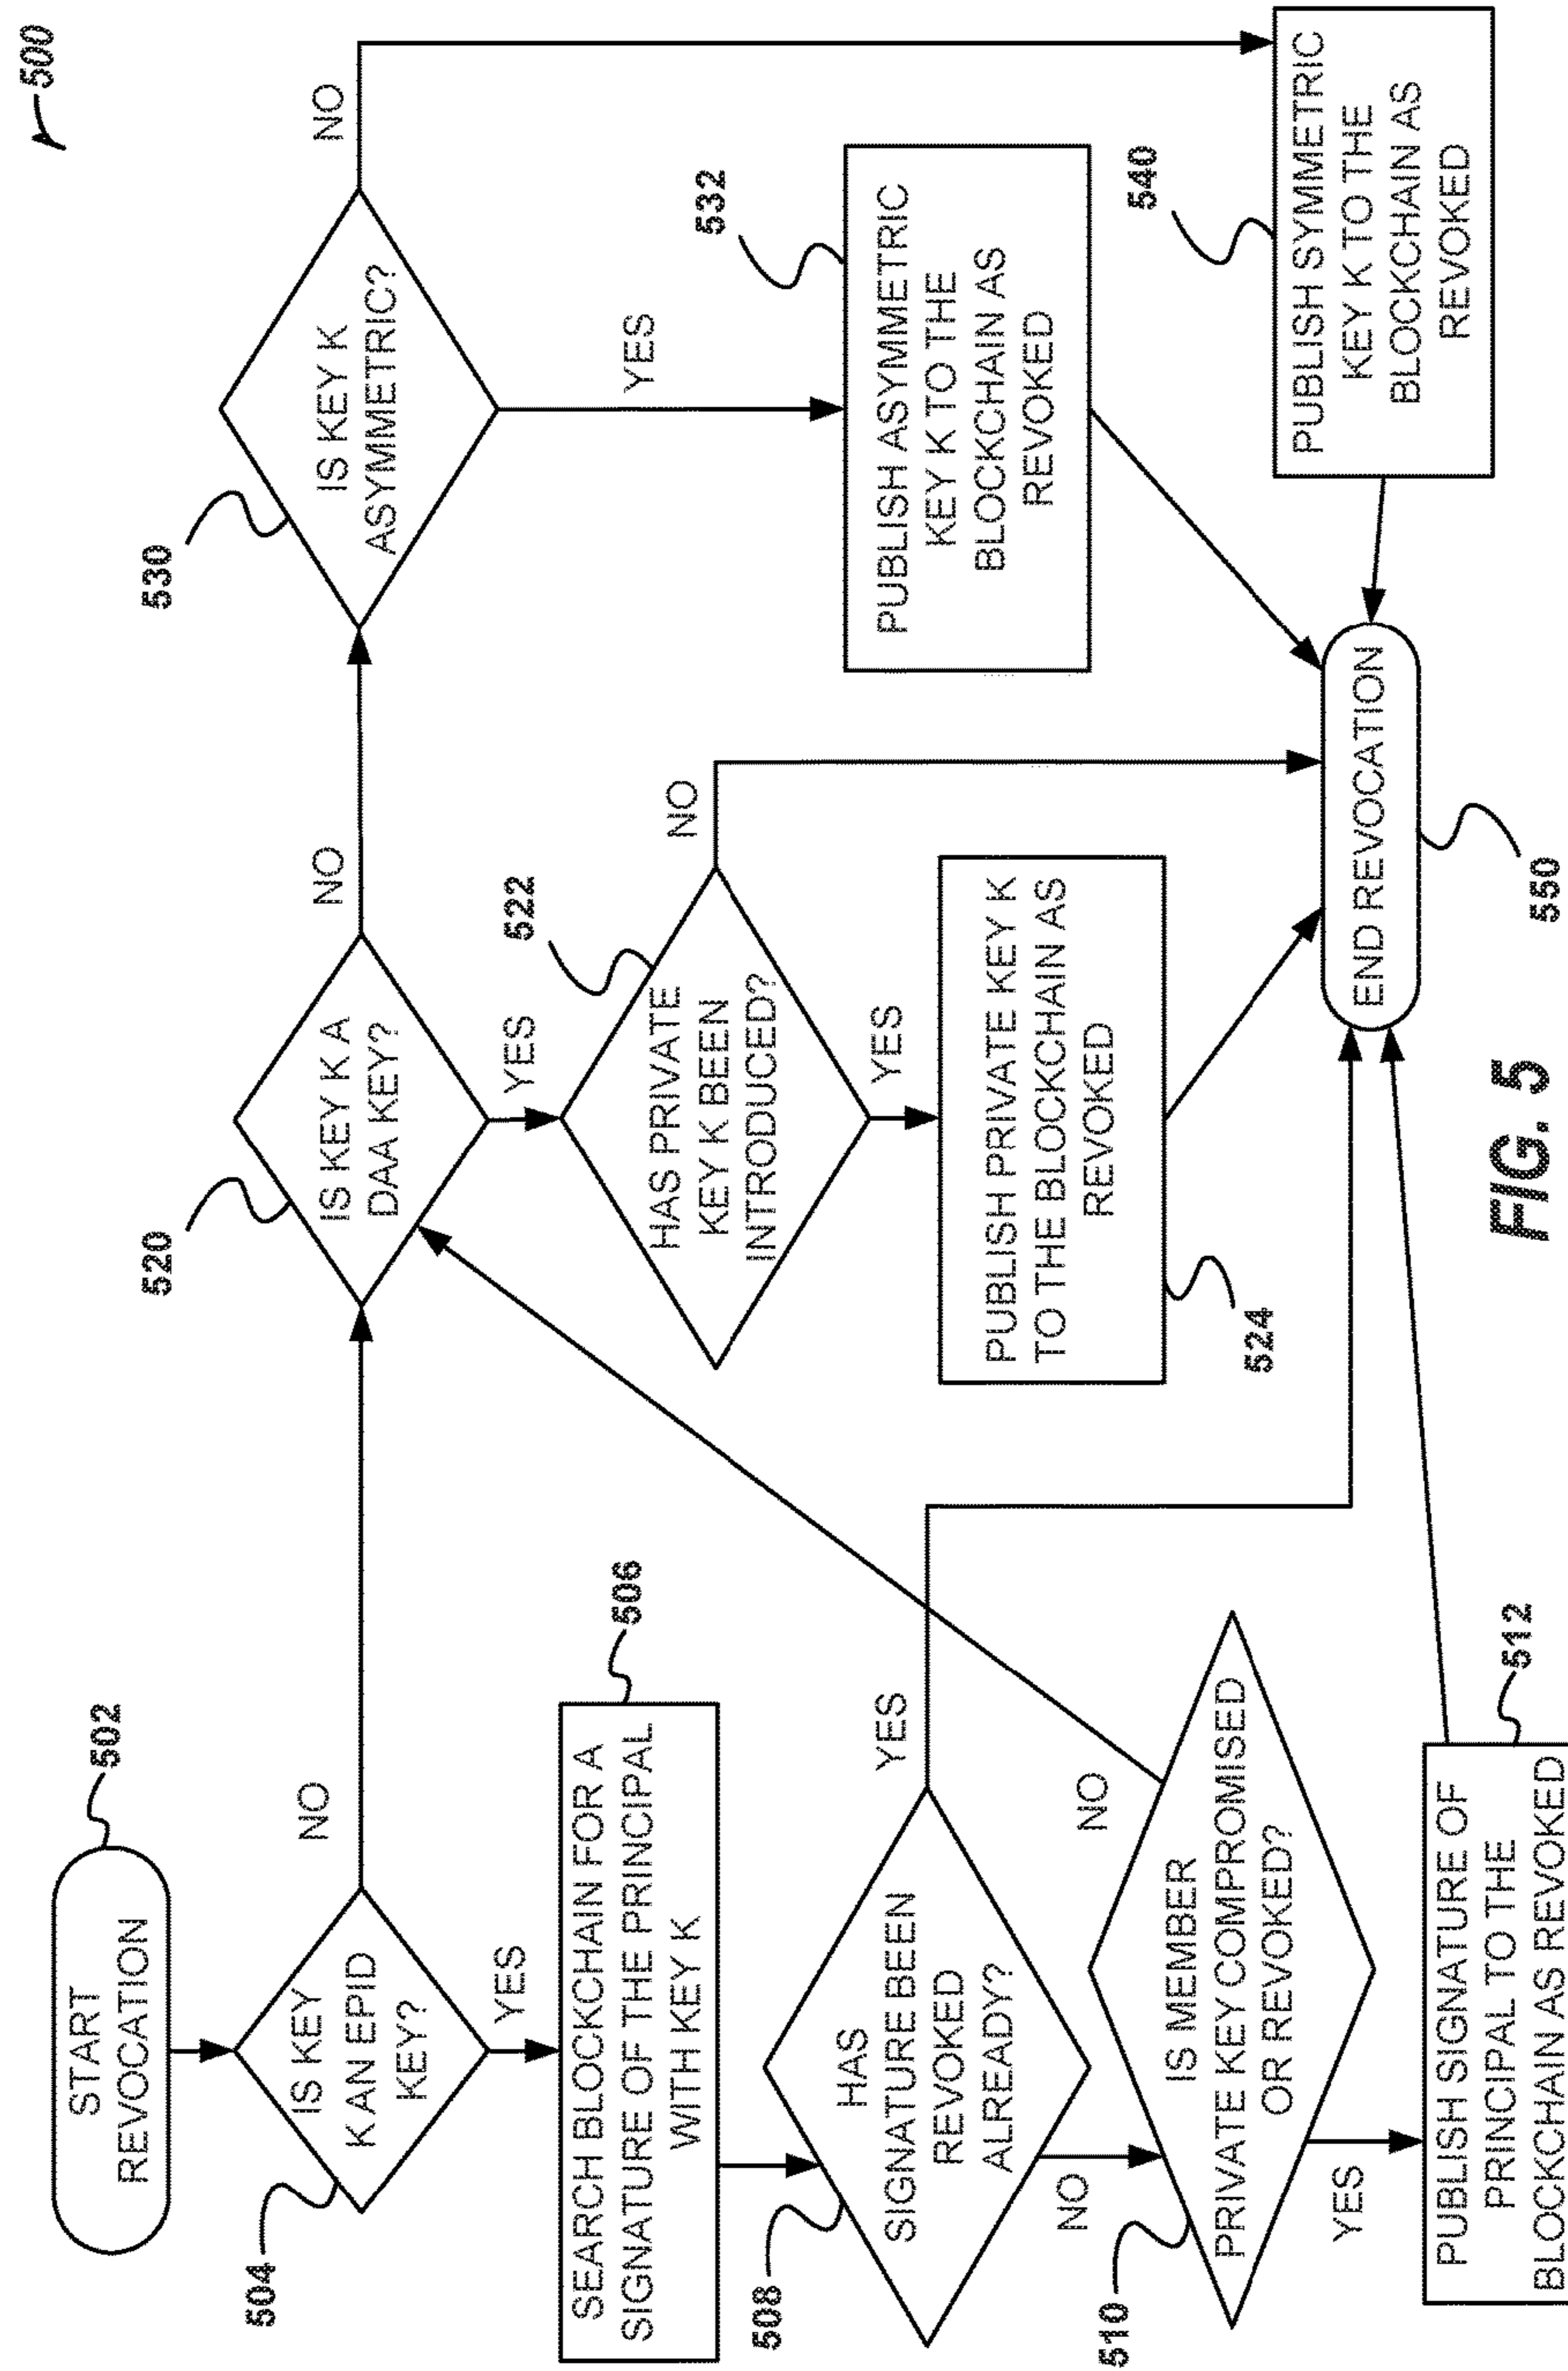 500
START
REVOCATION
502
IS KEY
K AN EPID
KEY?
504
NO
YES
SEARCH BLOCKCHAIN FOR A
SIGNATURE OF THE PRINCIPAL
WITH KEY K
506
HAS
SIGNATURE BEEN
REVOKED
ALREADY?
508
YES
NO
IS MEMBER
PRIVATE KEY COMPROMISED
OR REVOKED?
510
NO
YES
PUBLISH SIGNATURE OF
PRINCIPAL TO THE
BLOCKCHAIN AS REVOKED
512
IS KEY K A
DAA KEY?
520
NO
YES
HAS PRIVATE
KEY K BEEN
INTRODUCED?
522
NO
YES
PUBLISH PRIVATE KEY K
TO THE BLOCKCHAIN AS
REVOKED
524
IS KEY K
ASYMMETRIC?
530
NO
YES
PUBLISH ASYMMETRIC
KEY K TO THE
BLOCKCHAIN AS
REVOKED
532
PUBLISH SYMMETRIC
KEY K TO THE
BLOCKCHAIN AS
REVOKED
540
END REVOCATION
550
FIG. 5